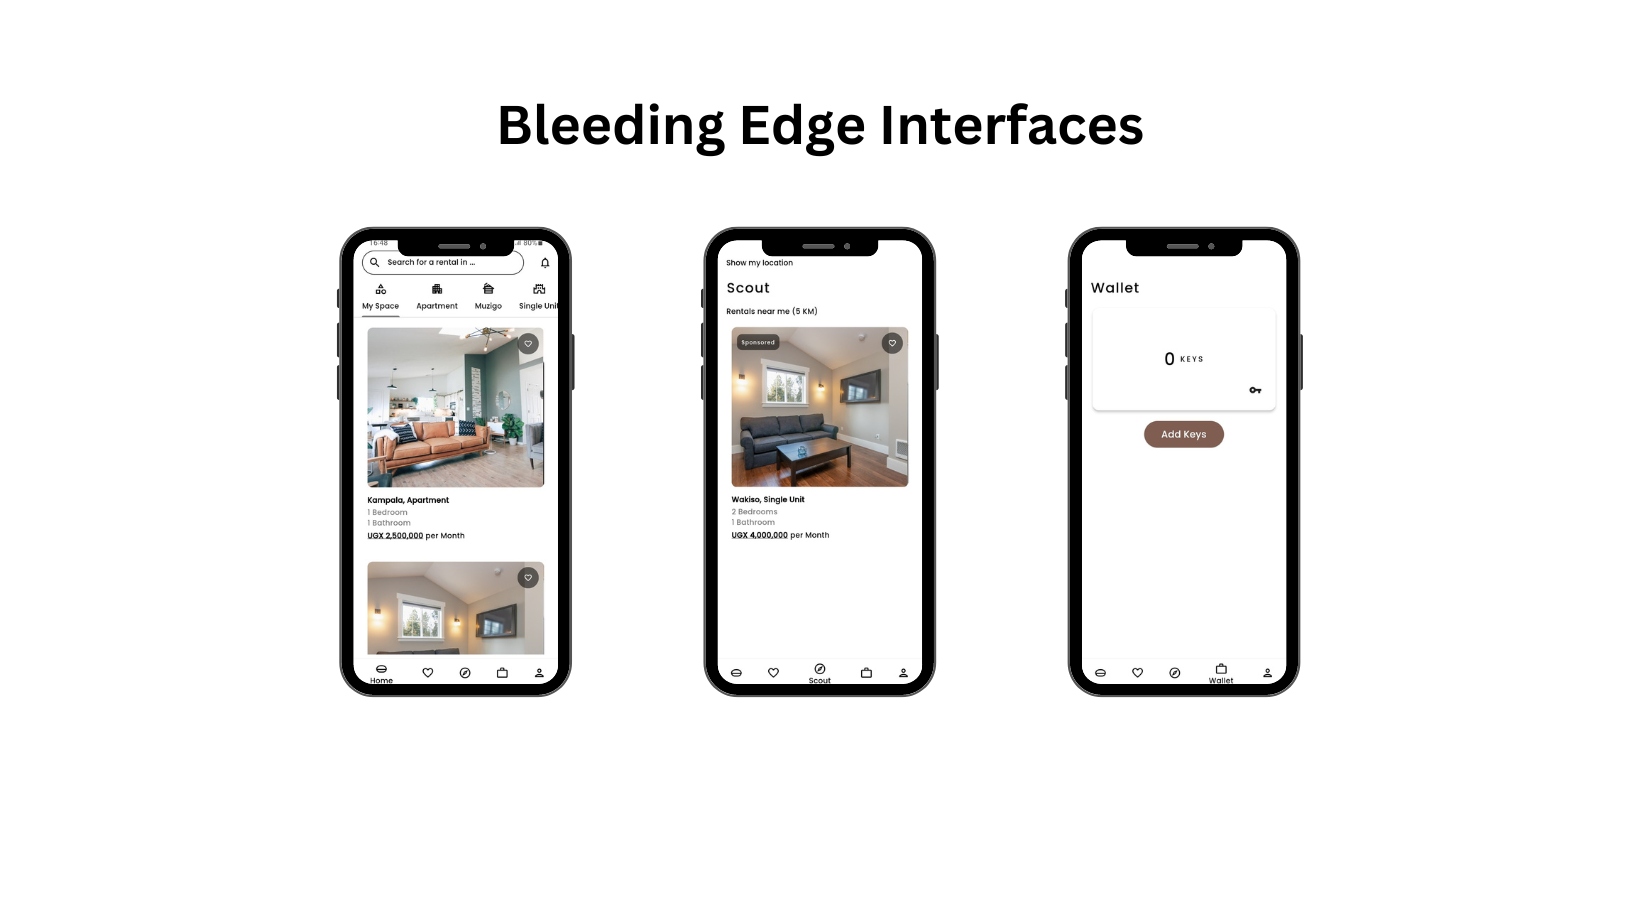 Bleeding Edge Interfaces
16:48
80%
Search for a rental in ...
My Space
Apartment
Muzigo
Single Unit
Kampala, Apartment
1 Bedroom
1 Bathroom
UGX 2,500,000 per Month
Home
Show my location
Scout
Rentals near me (5 KM)
Sponsored
Wakiso, Single Unit
2 Bedrooms
1 Bathroom
UGX 4,000,000 per Month
Scout
Wallet
0 KEYS
Add Keys
Wallet